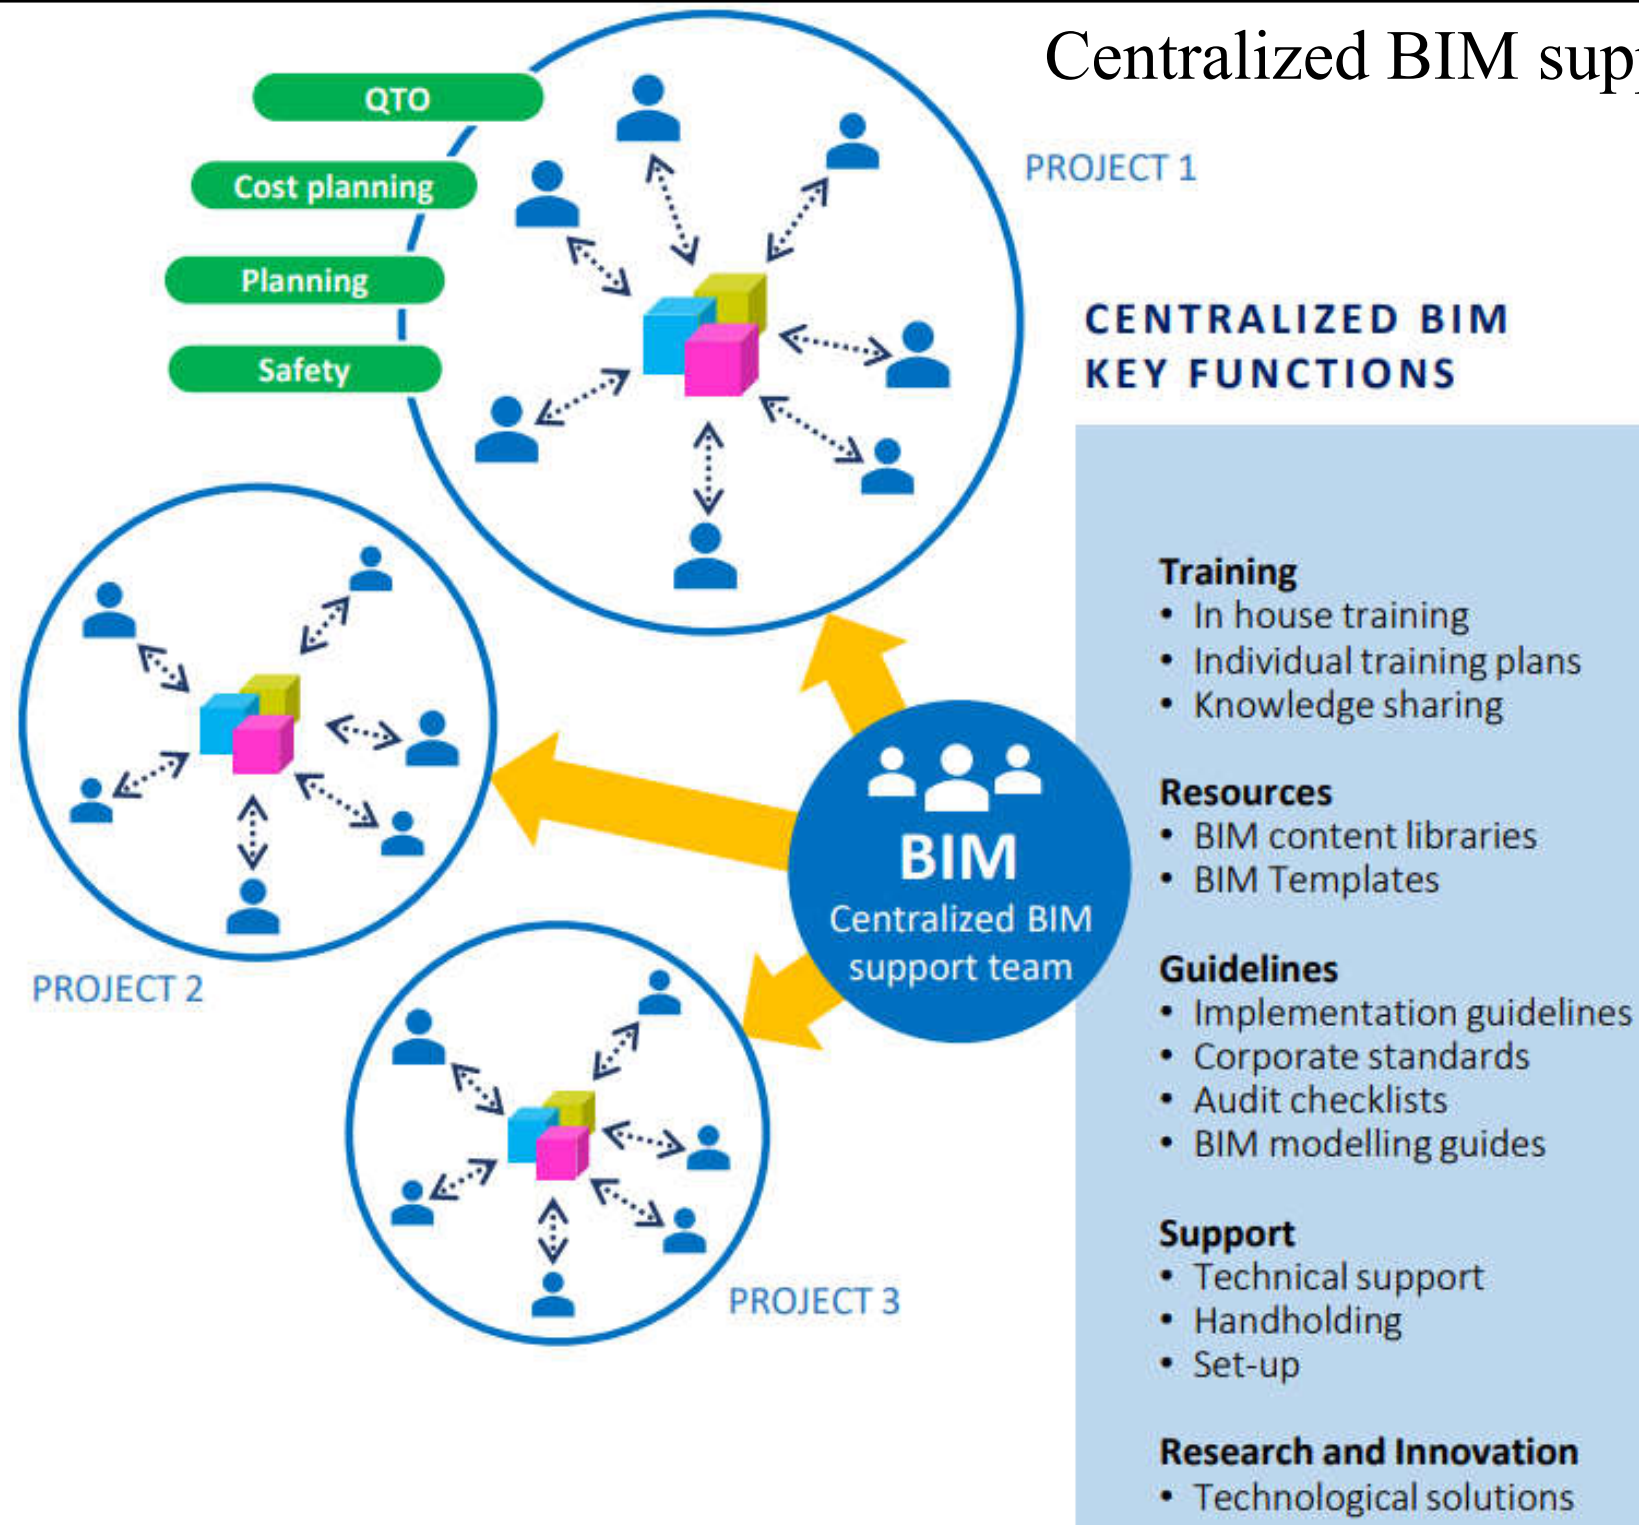 Centralized BIM
QTO
Cost planning
Planning
Safety
PROJECT 1
CENTRALIZED BIM
KEY FUNCTIONS
Training
• In house training
• Individual training plans
• Knowledge sharing
Resources
• BIM content libraries
• BIM Templates
Guidelines
• Implementation guidelines
• Corporate standards
• Audit checklists
• BIM modelling guides
Support
• Technical support
• Handholding
• Set-up
Research and Innovation
• Technological solutions
BIM
Centralized BIM
support team
PROJECT 2
PROJECT 3